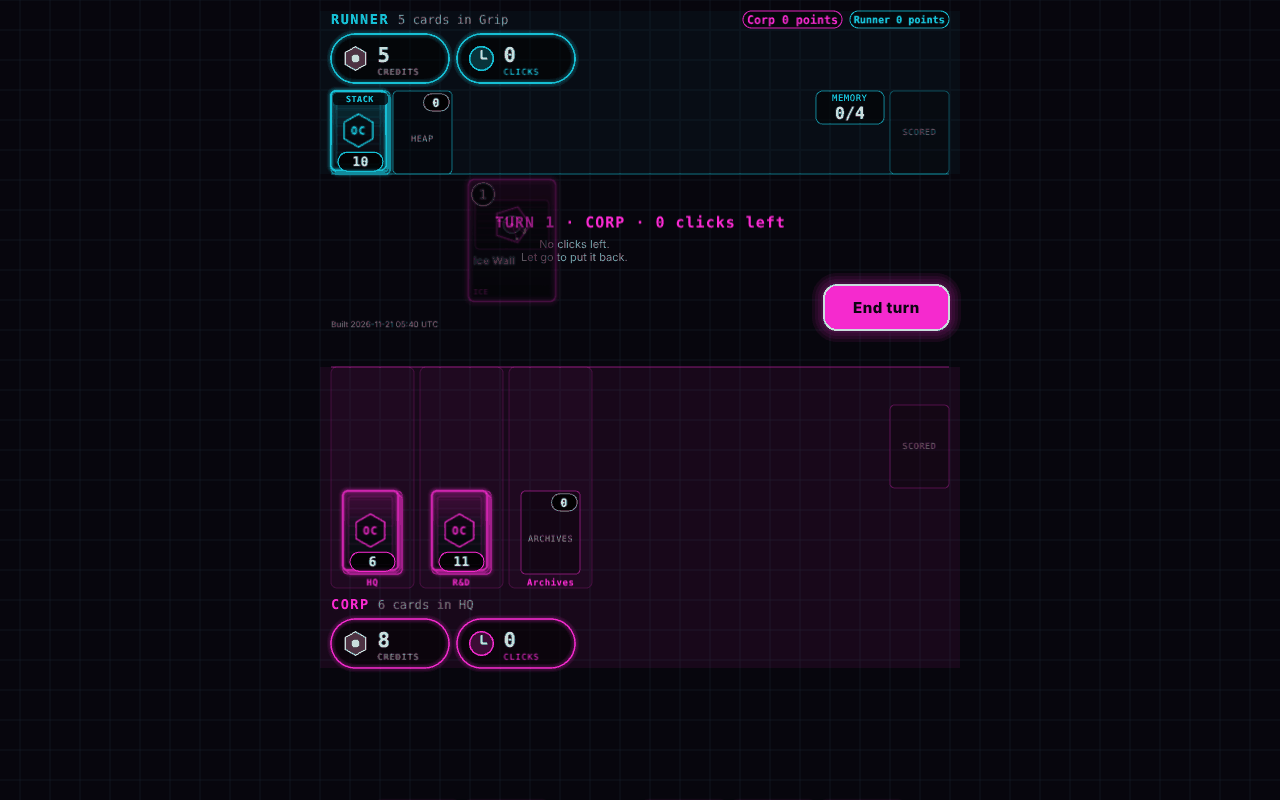 RUNNER 5 cards in Grip
Corp 0 points
Runner 0 points
5
CREDITS
0
CLICKS
STACK
OC
10
0
HEAP
MEMORY
0/4
SCORED
1
TURN 1 · CORP · 0 clicks left
No clicks left.
Let go to put it back.
Ice Wall
ICE
End turn
Built 2026-11-21 05:40 UTC
SCORED
OC
6
HQ
OC
11
R&D
0
ARCHIVES
Archives
CORP 6 cards in HQ
8
CREDITS
0
CLICKS